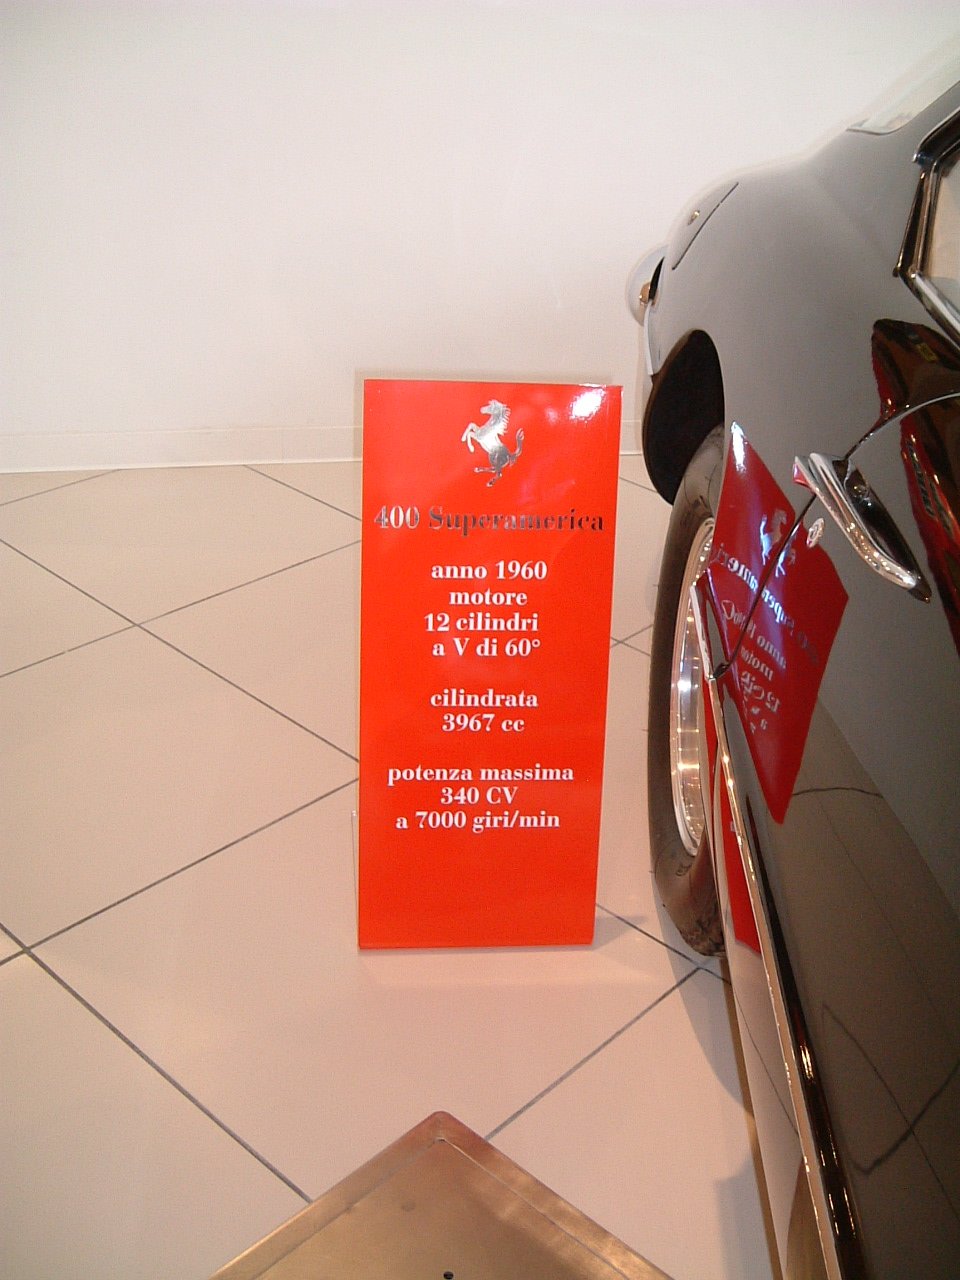 400 Superamerica
anno 1960
motore
12 cilindri
a V di 60°
cilindrata
3967 cc
potenza massima
340 CV
a 7000 giri/min